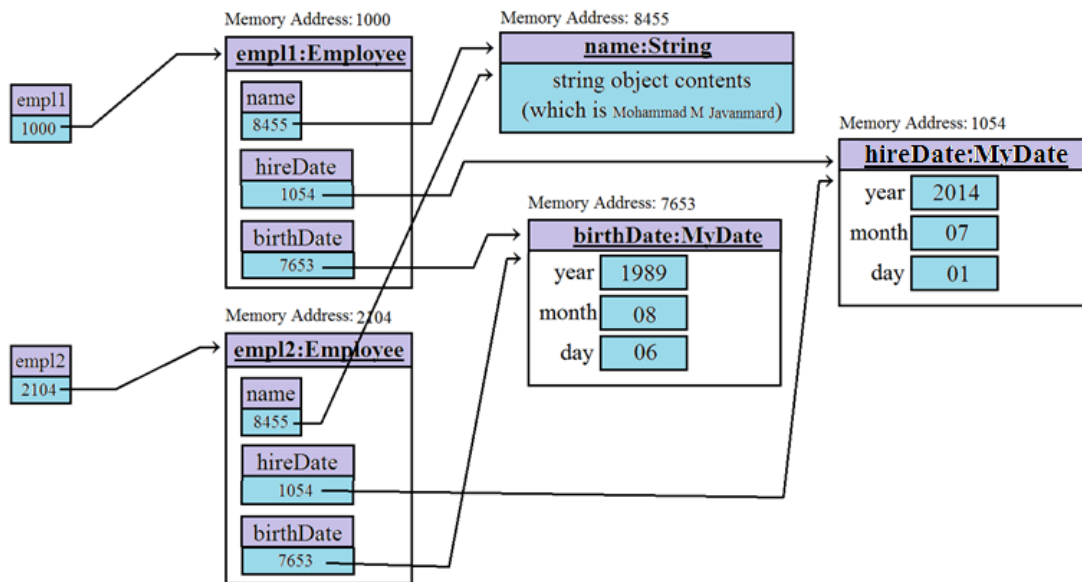 Memory Address: 1000
empl1:Employee
empl1
1000
name
8455
hireDate
1054
birthDate
7653
Memory Address: 8455
name:String
string object contents
(which is Mohammad M Javanmard)
Memory Address: 1054
hireDate:MyDate
year 2014
month 07
day 01
Memory Address: 7653
birthDate:MyDate
year 1989
month 08
day 06
Memory Address: 2104
empl2:Employee
empl2
2104
name
8455
hireDate
1054
birthDate
7653